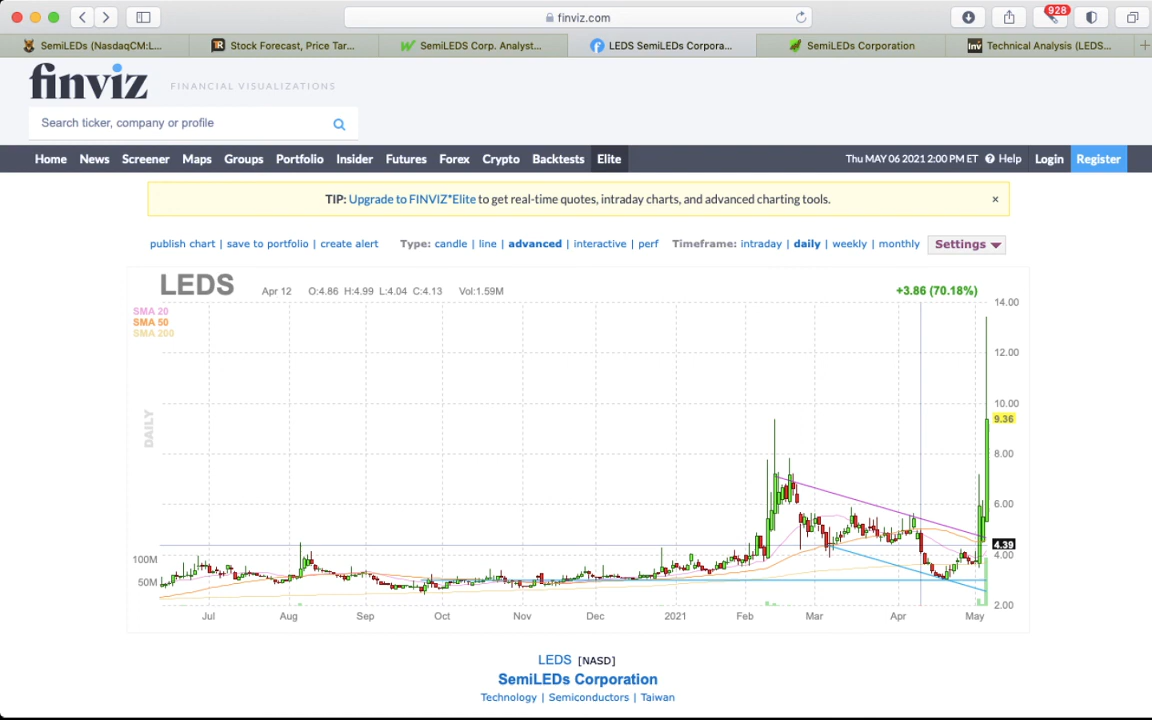 finviz.com
928
SemiLEDs (NasdaqCM:L...
Stock Forecast, Price Tar...
SemiLEDS Corp. Analyst...
LEDS SemiLEDs Corpora...
SemiLEDs Corporation
Inv Technical Analysis (LEDS...
finviz FINANCIAL VISUALIZATIONS
Search ticker, company or profile
Home News Screener Maps Groups Portfolio Insider Futures Forex Crypto Backtests Elite Thu MAY 06 2021 2:00 PM ET Help Login Register
TIP: Upgrade to FINVIZ*Elite to get real-time quotes, intraday charts, and advanced charting tools. ×
publish chart | save to portfolio | create alert Type: candle | line | advanced | interactive | perf Timeframe: intraday | daily | weekly | monthly Settings
LEDS Apr 12 O:4.86 H:4.99 L:4.04 C:4.13 Vol:1.59M +3.86 (70.18%)
14.00
SMA 20
SMA 50
SMA 200
12.00
10.00
9.36
DAILY
8.00
6.00
4.39
4.00
100M
50M
2.00
Jul Aug Sep Oct Nov Dec 2021 Feb Mar Apr May
LEDS [NASD]
SemiLEDs Corporation
Technology | Semiconductors | Taiwan